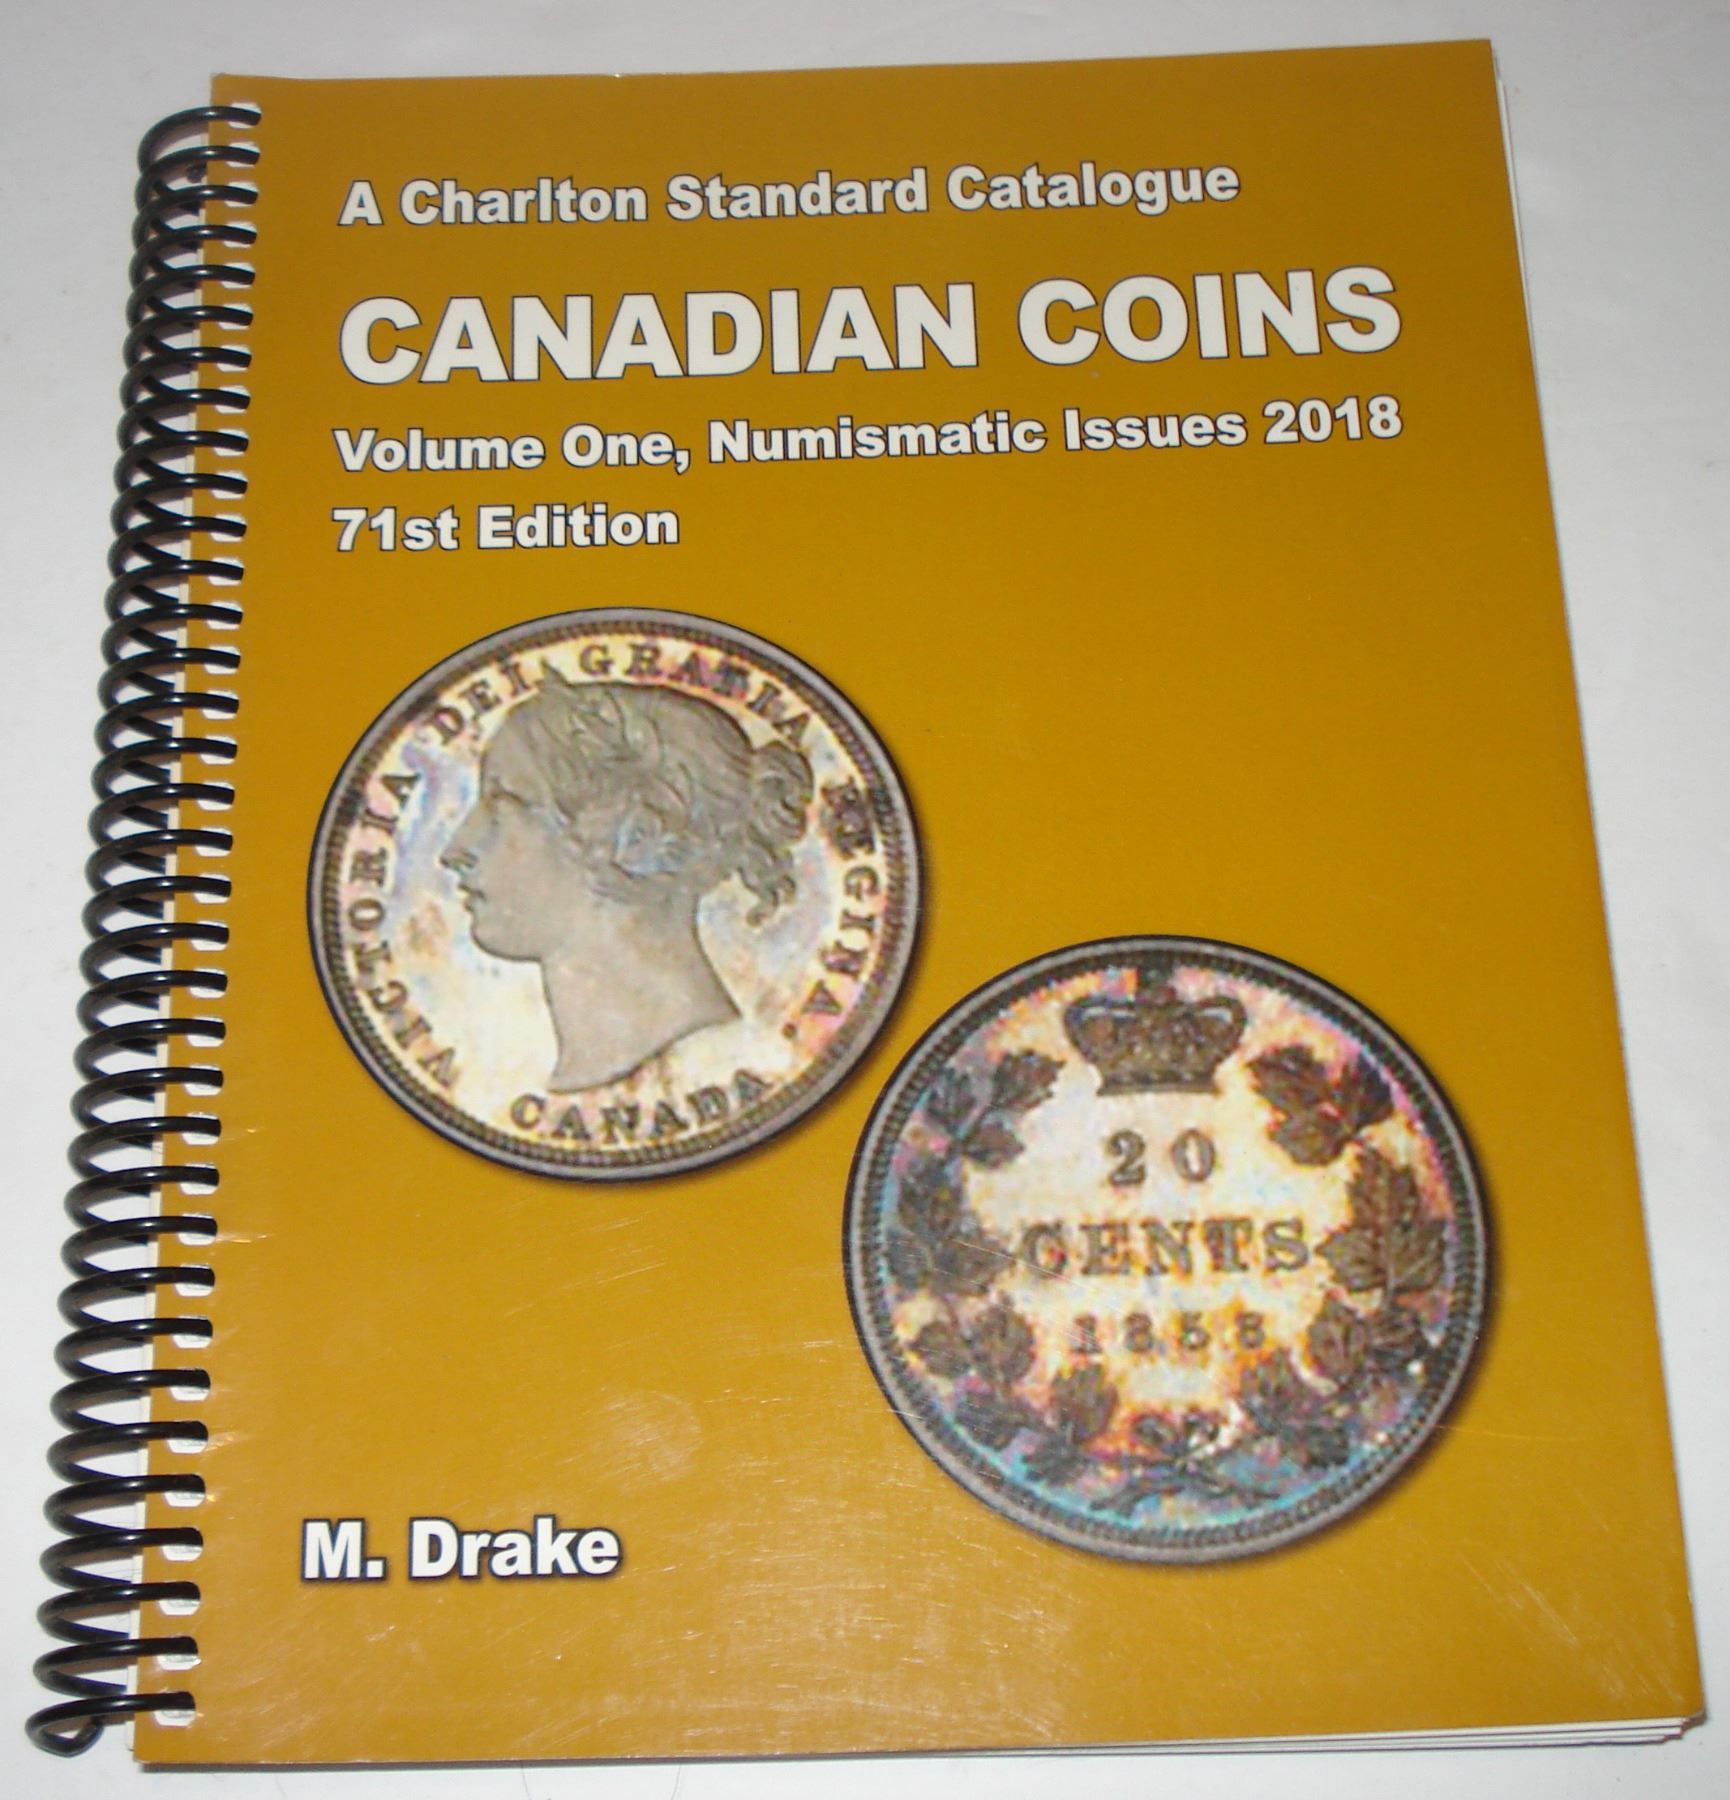 A Charlton Standard Catalogue
CANADIAN COINS
Volume One, Numismatic Issues 2018
71st Edition
VICTORIA DEI GRATIA REGINA.
CANADA
20
CENTS
1858
M. Drake